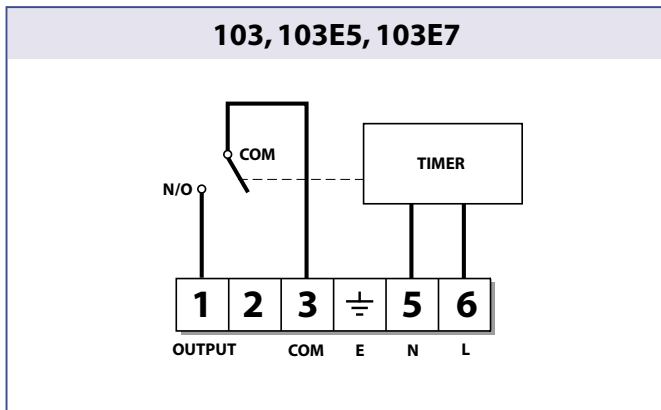 103, 103E5, 103E7
COM
TIMER
N/O
1 2 3 5 6
OUTPUT COM E N L